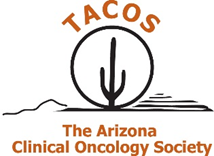 TACOS
The Arizona
Clinical Oncology Society